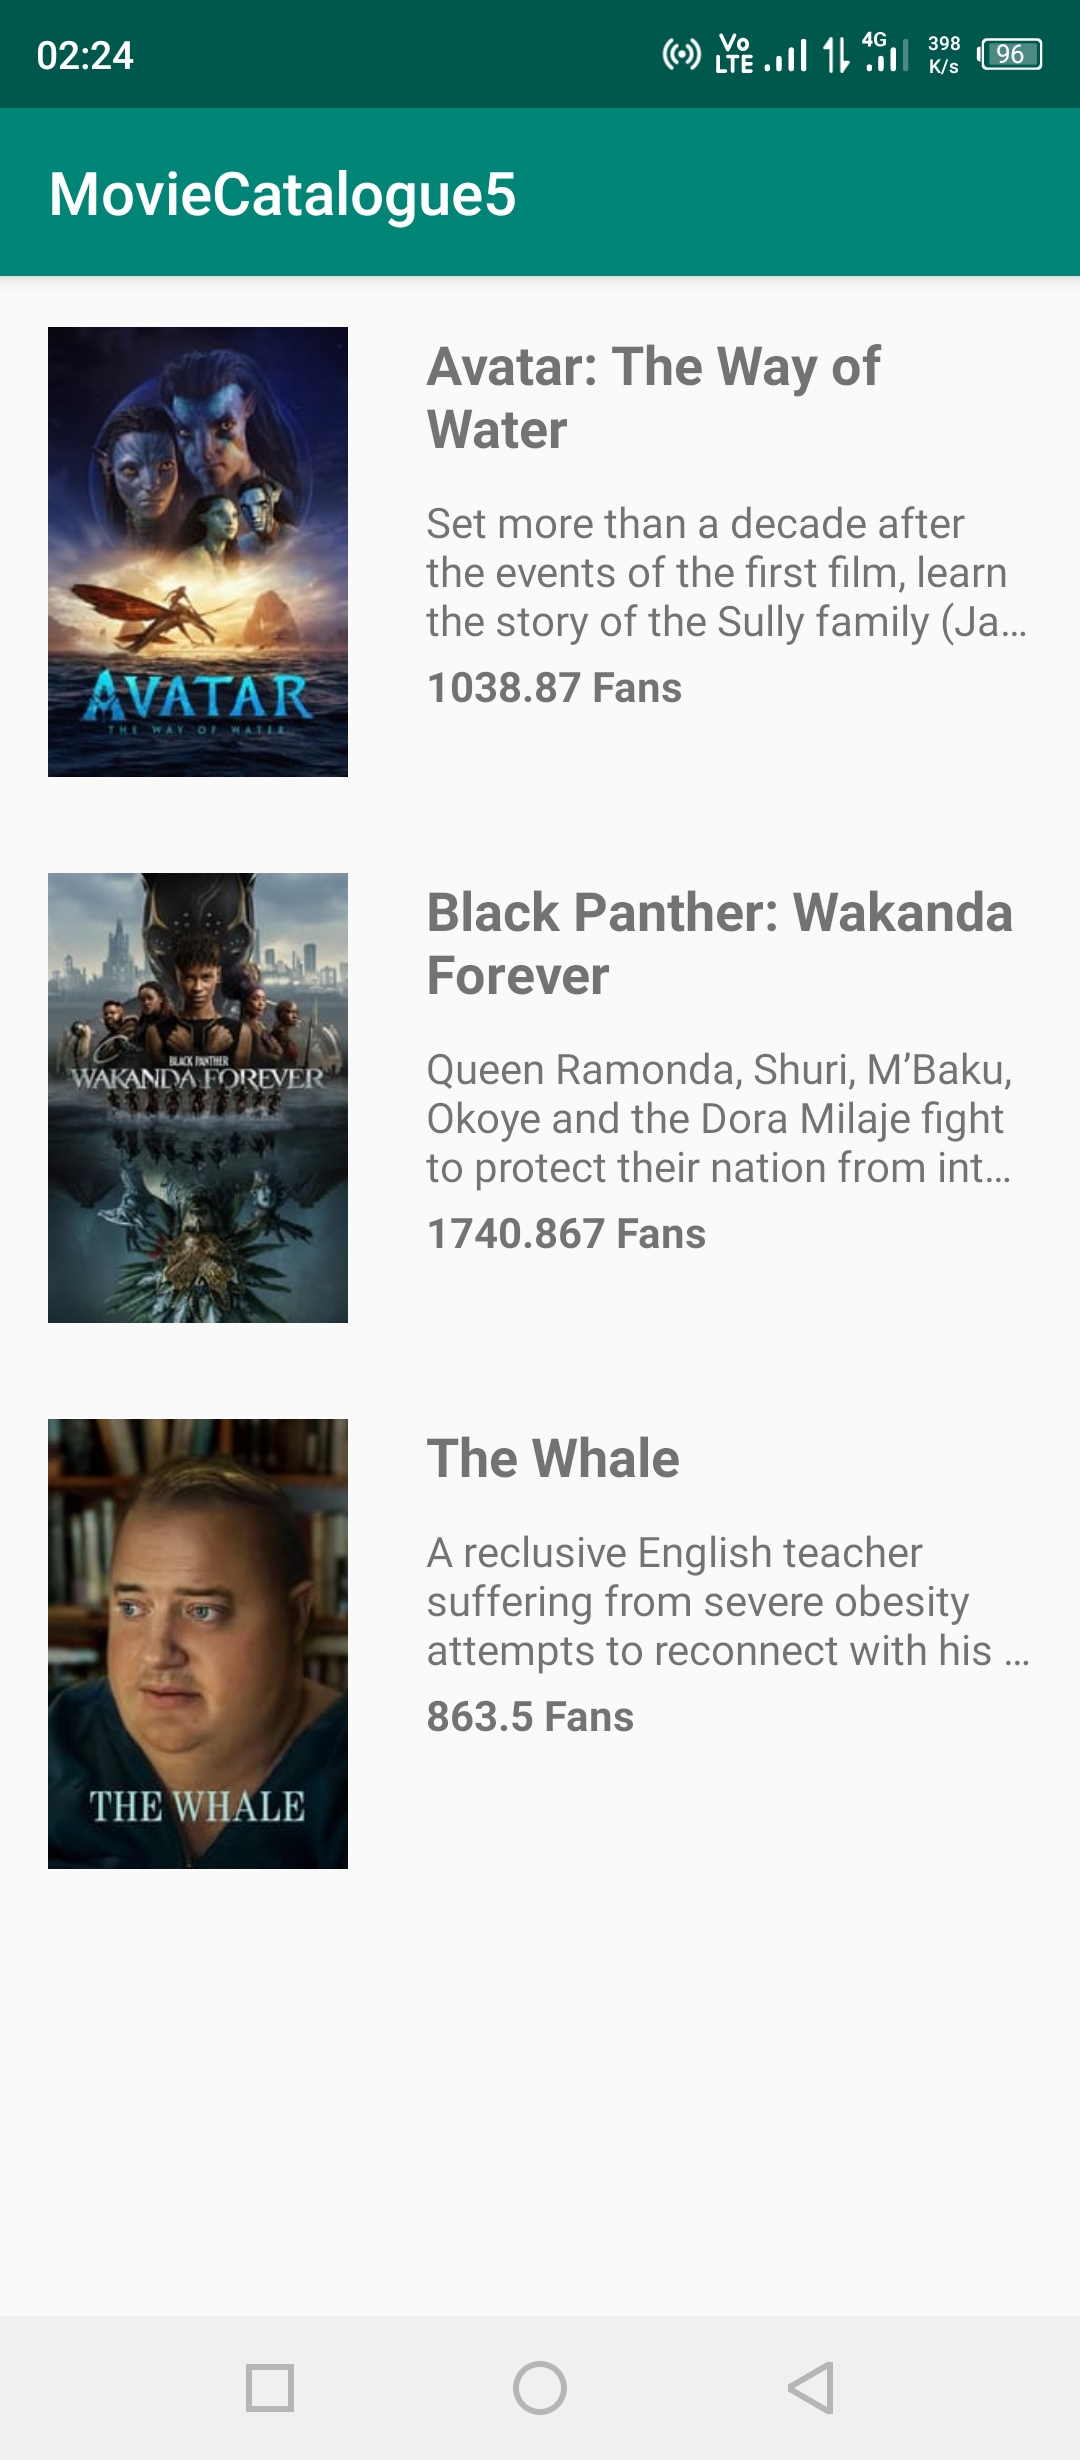 02:24
Vo LTE
4G
398 K/s
96
MovieCatalogue5
AVATAR
THE WAY OF WATER
Avatar: The Way of
Water
Set more than a decade after
the events of the first film, learn
the story of the Sully family (Ja…
1038.87 Fans
BLACK PANTHER
WAKANDA FOREVER
Black Panther: Wakanda
Forever
Queen Ramonda, Shuri, M’Baku,
Okoye and the Dora Milaje fight
to protect their nation from int…
1740.867 Fans
THE WHALE
The Whale
A reclusive English teacher
suffering from severe obesity
attempts to reconnect with his …
863.5 Fans